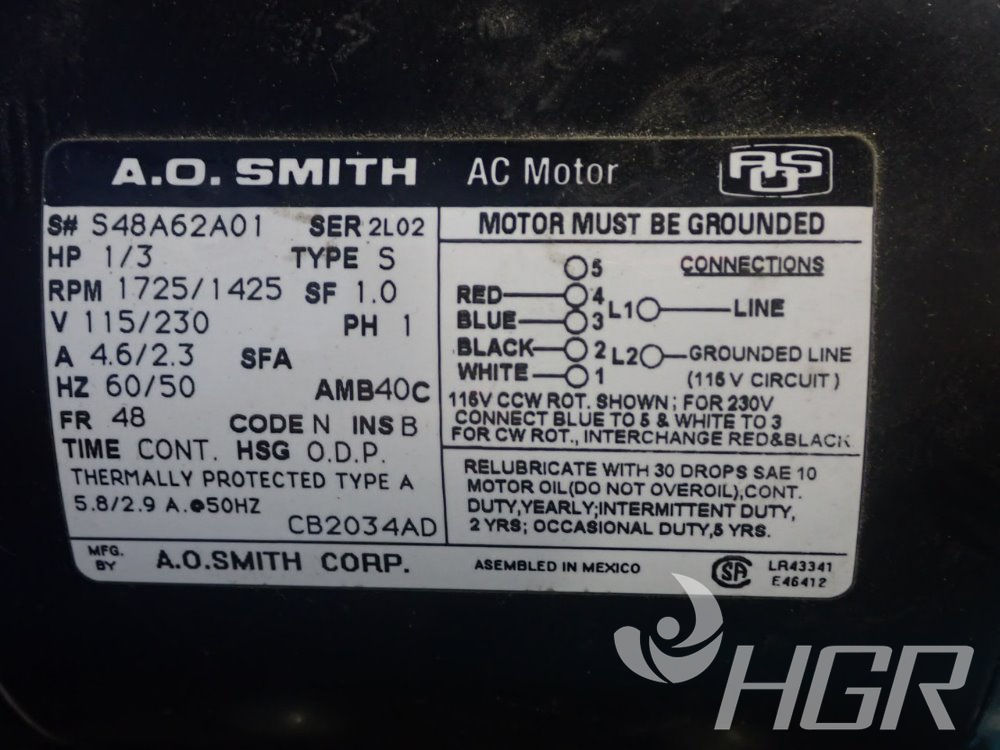 A.O. SMITH AC Motor AOS
S# S48A62A01 SER 2L02
HP 1/3 TYPE S
RPM 1725/1425 SF 1.0
V 115/230 PH 1
A 4.6/2.3 SFA
HZ 60/50 AMB40C
FR 48 CODE N INS B
TIME CONT. HSG O.D.P.
THERMALLY PROTECTED TYPE A
5.8/2.9 A.@50HZ
CB2034AD
MOTOR MUST BE GROUNDED
CONNECTIONS
5
RED 4
BLUE 3
BLACK 2
WHITE 1
L1 LINE
L2 GROUNDED LINE
(115V CIRCUIT)
115V CCW ROT. SHOWN; FOR 230V
CONNECT BLUE TO 5 & WHITE TO 3
FOR CW ROT., INTERCHANGE RED&BLACK.
RELUBRICATE WITH 30 DROPS SAE 10
MOTOR OIL(DO NOT OVEROIL),CONT.
DUTY,YEARLY;INTERMITTENT DUTY,
2 YRS; OCCASIONAL DUTY,5 YRS.
MFG. BY A.O.SMITH CORP. ASEMBLED IN MEXICO
SA LR43341
E46412
HGR